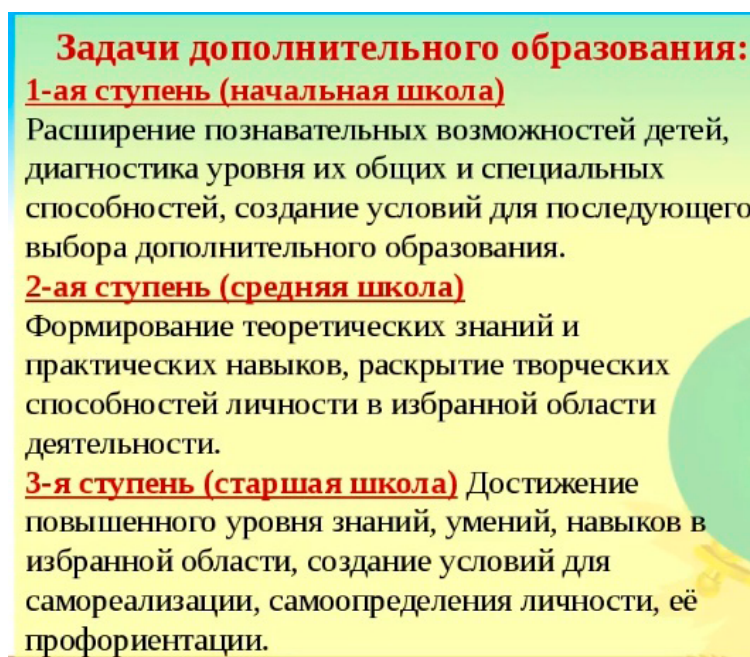 Задачи дополнительного образования:
1-ая ступень (начальная школа)
Расширение познавательных возможностей детей,
диагностика уровня их общих и специальных
способностей, создание условий для последующего
выбора дополнительного образования.
2-ая ступень (средняя школа)
Формирование теоретических знаний и
практических навыков, раскрытие творческих
способностей личности в избранной области
деятельности.
3-я ступень (старшая школа) Достижение
повышенного уровня знаний, умений, навыков в
избранной области, создание условий для
самореализации, самоопределения личности, её
профориентации.